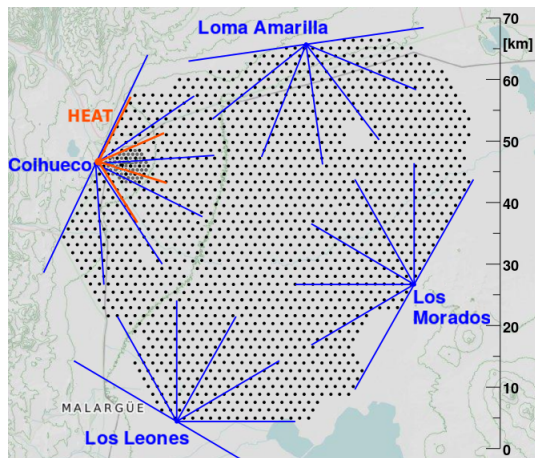 Loma Amarilla
70
[km]
60
HEAT
50
Coihueco
40
30
Los
Morados
20
10
MALARGÜE
Los Leones
0